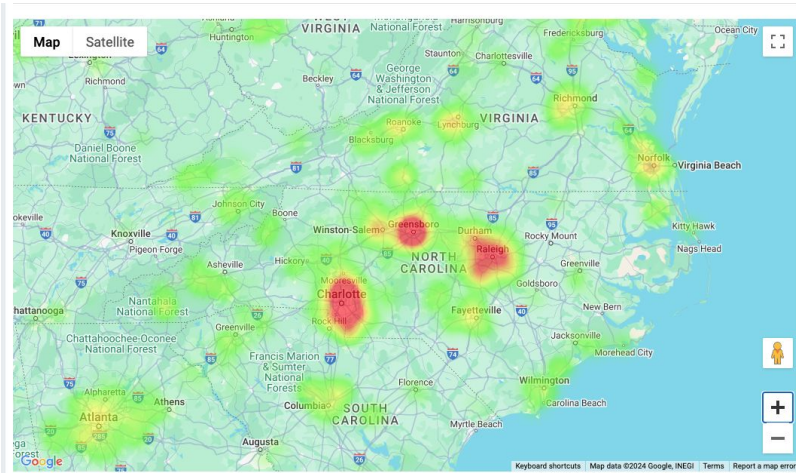 Map Satellite
Huntington
WEST
VIRGINIA
National Forest
Harrisonburg
Fredericksburg
Ocean City
Staunton
Charlottesville
Richmond
Beckley
George
Washington
& Jefferson
National Forest
KENTUCKY
Richmond
VIRGINIA
Roanoke
Lynchburg
Blacksburg
Daniel Boone
National Forest
Norfolk
Virginia Beach
Johnson City
Boone
Winston-Salem
Greensboro
Durham
Rocky Mount
Kitty Hawk
Nags Head
okeville
Knoxville
Pigeon Forge
Asheville
Hickory
NORTH
CAROLINA
Raleigh
Greenville
Goldsboro
Mooresville
Charlotte
Rock Hill
Nantahala
National Forest
hattanooga
Greenville
Fayetteville
New Bern
Chattahoochee-Oconee
National Forest
Jacksonville
Morehead City
Francis Marion
& Sumter
National
Forests
Florence
Wilmington
Carolina Beach
Alpharetta
Athens
Atlanta
Columbia
SOUTH
CAROLINA
Myrtle Beach
Augusta
Google
Keyboard shortcuts Map data ©2024 Google, INEGI Terms Report a map error